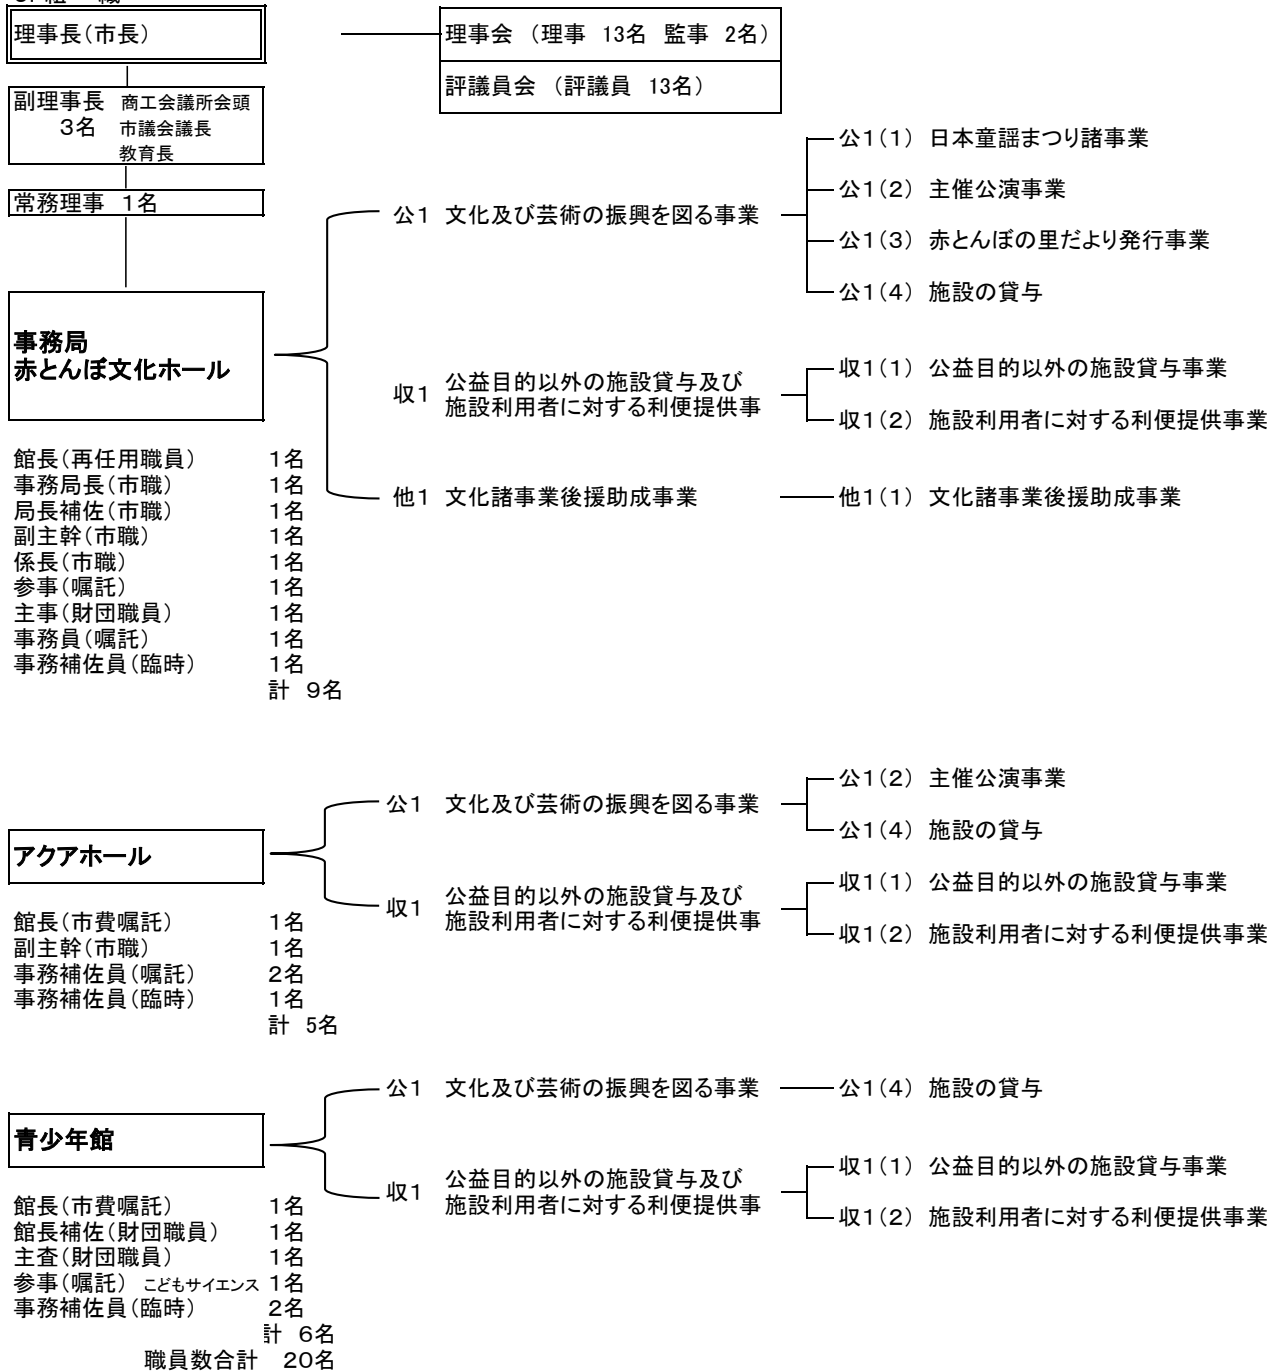 理事長（市長）
理事会 （理事 13名 監事 2名）
評議員会 （評議員 13名）
副理事長 商工会議所会頭
3名 市議会議長
教育長
常務理事 1名
事務局
赤とんぼ文化ホール
公1 文化及び芸術の振興を図る事業
公1（1） 日本童謡まつり諸事業
公1（2） 主催公演事業
公1（3） 赤とんぼの里だより発行事業
公1（4） 施設の貸与
収1 公益目的以外の施設貸与及び
施設利用者に対する利便提供事
収1（1） 公益目的以外の施設貸与事業
収1（2） 施設利用者に対する利便提供事業
他1 文化諸事業後援助成事業
他1（1） 文化諸事業後援助成事業
館長（再任用職員） 1名
事務局長（市職） 1名
局長補佐（市職） 1名
副主幹（市職） 1名
係長（市職） 1名
参事（嘱託） 1名
主事（財団職員） 1名
事務員（嘱託） 1名
事務補佐員（臨時） 1名
計 9名
アクアホール
公1 文化及び芸術の振興を図る事業
公1（2） 主催公演事業
公1（4） 施設の貸与
収1 公益目的以外の施設貸与及び
施設利用者に対する利便提供事
収1（1） 公益目的以外の施設貸与事業
収1（2） 施設利用者に対する利便提供事業
館長（市費嘱託） 1名
副主幹（市職） 1名
事務補佐員（嘱託） 2名
事務補佐員（臨時） 1名
計 5名
青少年館
公1 文化及び芸術の振興を図る事業
公1（4） 施設の貸与
収1 公益目的以外の施設貸与及び
施設利用者に対する利便提供事
収1（1） 公益目的以外の施設貸与事業
収1（2） 施設利用者に対する利便提供事業
館長（市費嘱託） 1名
館長補佐（財団職員） 1名
主査（財団職員） 1名
参事（嘱託） こどもサイエンス 1名
事務補佐員（臨時） 2名
計 6名
職員数合計 20名